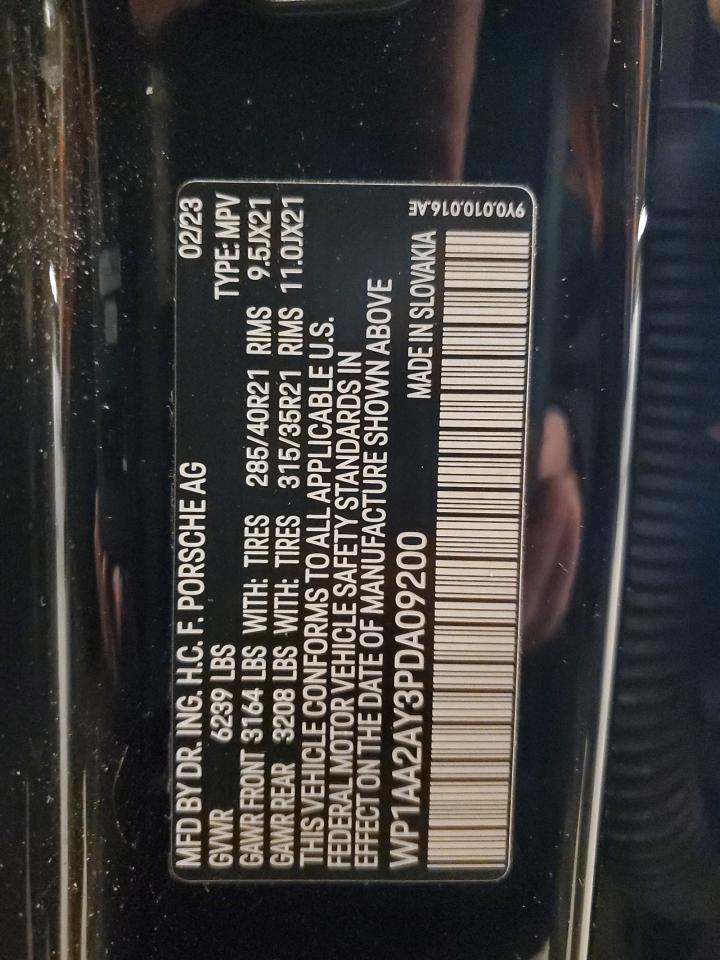 MFD BY DR. ING. H.C. F. PORSCHE AG 02/23
GVWR 6239 LBS TYPE: MPV
GAWR FRONT 3164 LBS WITH: TIRES 285/40R21 RIMS 9.5JX21
GAWR REAR 3208 LBS WITH: TIRES 315/35R21 RIMS 11.0JX21
THIS VEHICLE CONFORMS TO ALL APPLICABLE U.S.
FEDERAL MOTOR VEHICLE SAFETY STANDARDS IN
EFFECT ON THE DATE OF MANUFACTURE SHOWN ABOVE
WP1AA2AY3PDA09200 MADE IN SLOVAKIA
9Y0.010.016.AE